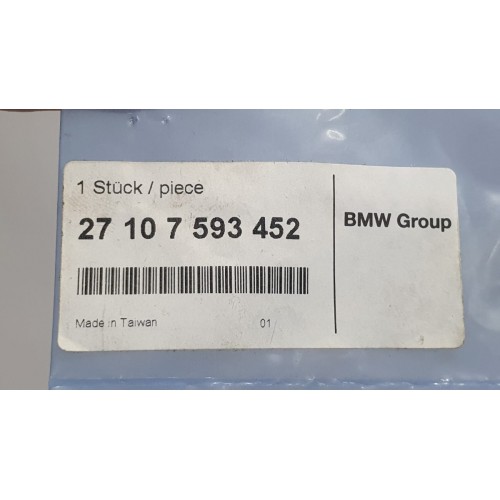 1 Stück / piece
27 10 7 593 452
BMW Group
Made in Taiwan 01